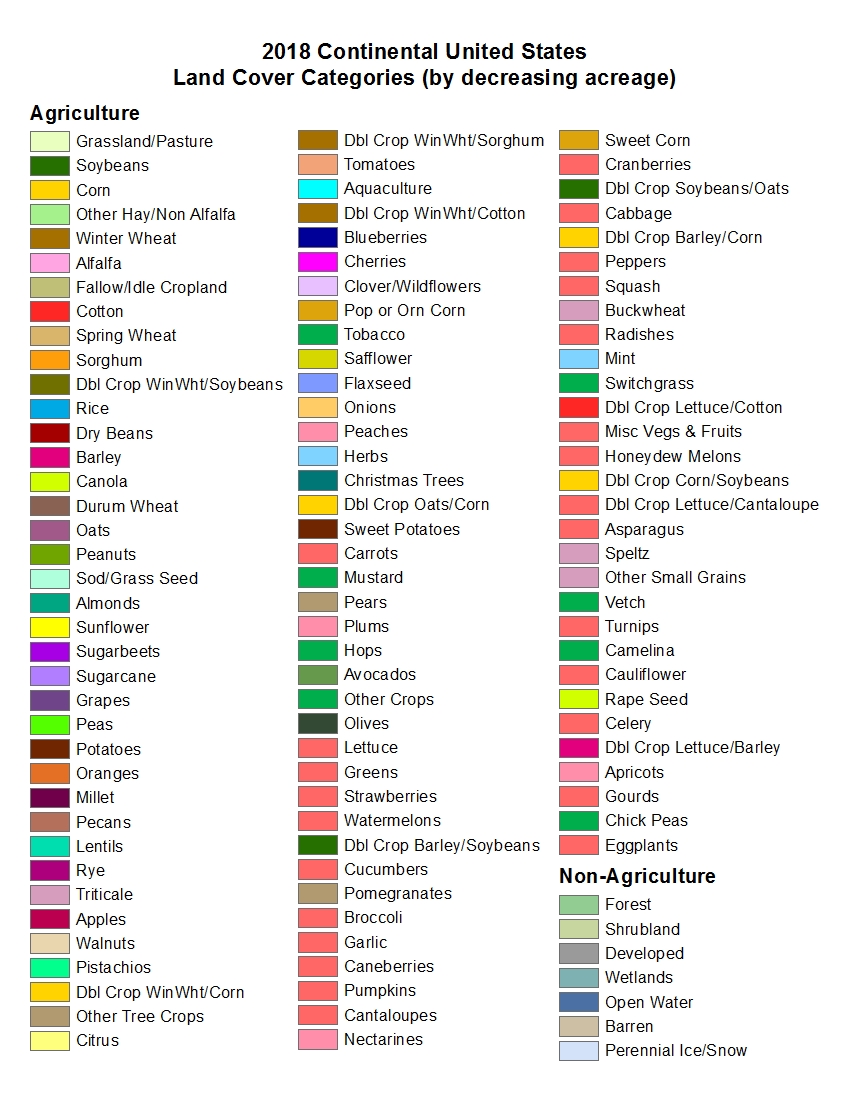 2018 Continental United States
Land Cover Categories (by decreasing acreage)
Agriculture
Grassland/Pasture
Soybeans
Corn
Other Hay/Non Alfalfa
Winter Wheat
Alfalfa
Fallow/Idle Cropland
Cotton
Spring Wheat
Sorghum
Dbl Crop WinWht/Soybeans
Rice
Dry Beans
Barley
Canola
Durum Wheat
Oats
Peanuts
Sod/Grass Seed
Almonds
Sunflower
Sugarbeets
Sugarcane
Grapes
Peas
Potatoes
Oranges
Millet
Pecans
Lentils
Rye
Triticale
Apples
Walnuts
Pistachios
Dbl Crop WinWht/Corn
Other Tree Crops
Citrus
Dbl Crop WinWht/Sorghum
Tomatoes
Aquaculture
Dbl Crop WinWht/Cotton
Blueberries
Cherries
Clover/Wildflowers
Pop or Orn Corn
Tobacco
Safflower
Flaxseed
Onions
Peaches
Herbs
Christmas Trees
Dbl Crop Oats/Corn
Sweet Potatoes
Carrots
Mustard
Pears
Plums
Hops
Avocados
Other Crops
Olives
Lettuce
Greens
Strawberries
Watermelons
Dbl Crop Barley/Soybeans
Cucumbers
Pomegranates
Broccoli
Garlic
Caneberries
Pumpkins
Cantaloupes
Nectarines
Sweet Corn
Cranberries
Dbl Crop Soybeans/Oats
Cabbage
Dbl Crop Barley/Corn
Peppers
Squash
Buckwheat
Radishes
Mint
Switchgrass
Dbl Crop Lettuce/Cotton
Misc Vegs & Fruits
Honeydew Melons
Dbl Crop Corn/Soybeans
Dbl Crop Lettuce/Cantaloupe
Asparagus
Speltz
Other Small Grains
Vetch
Turnips
Camelina
Cauliflower
Rape Seed
Celery
Dbl Crop Lettuce/Barley
Apricots
Gourds
Chick Peas
Eggplants
Non-Agriculture
Forest
Shrubland
Developed
Wetlands
Open Water
Barren
Perennial Ice/Snow